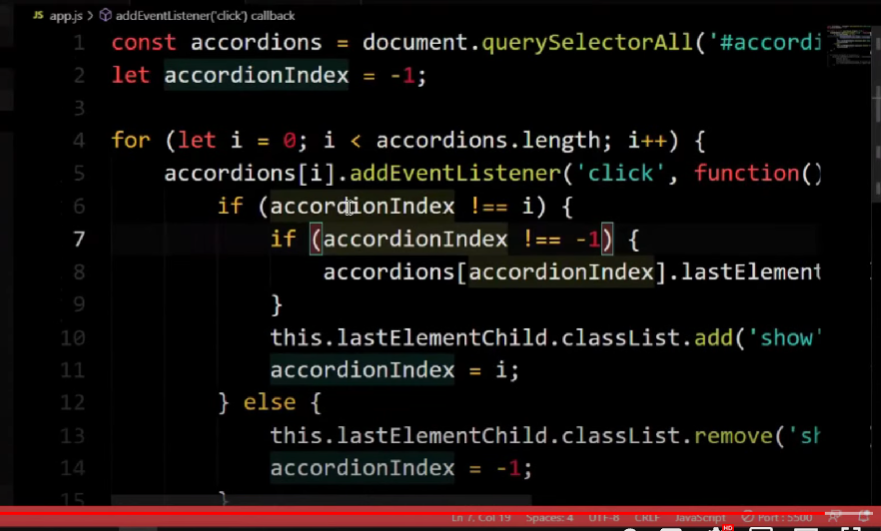 JS app.js > addEventListener('click') callback
1 const accordions = document.querySelectorAll('#accordi
2 let accordionIndex = -1;
3
4 for (let i = 0; i < accordions.length; i++) {
5 accordions[i].addEventListener('click', function()
6 if (accordionIndex !== i) {
7 if (accordionIndex !== -1) {
8 accordions[accordionIndex].lastElement
9 }
10 this.lastElementChild.classList.add('show'
11 accordionIndex = i;
12 } else {
13 this.lastElementChild.classList.remove('sh
14 accordionIndex = -1;
15 }
Ln 7, Col 19 Spaces: 4 UTF-8 CRLF JavaScript Port : 5500
HD